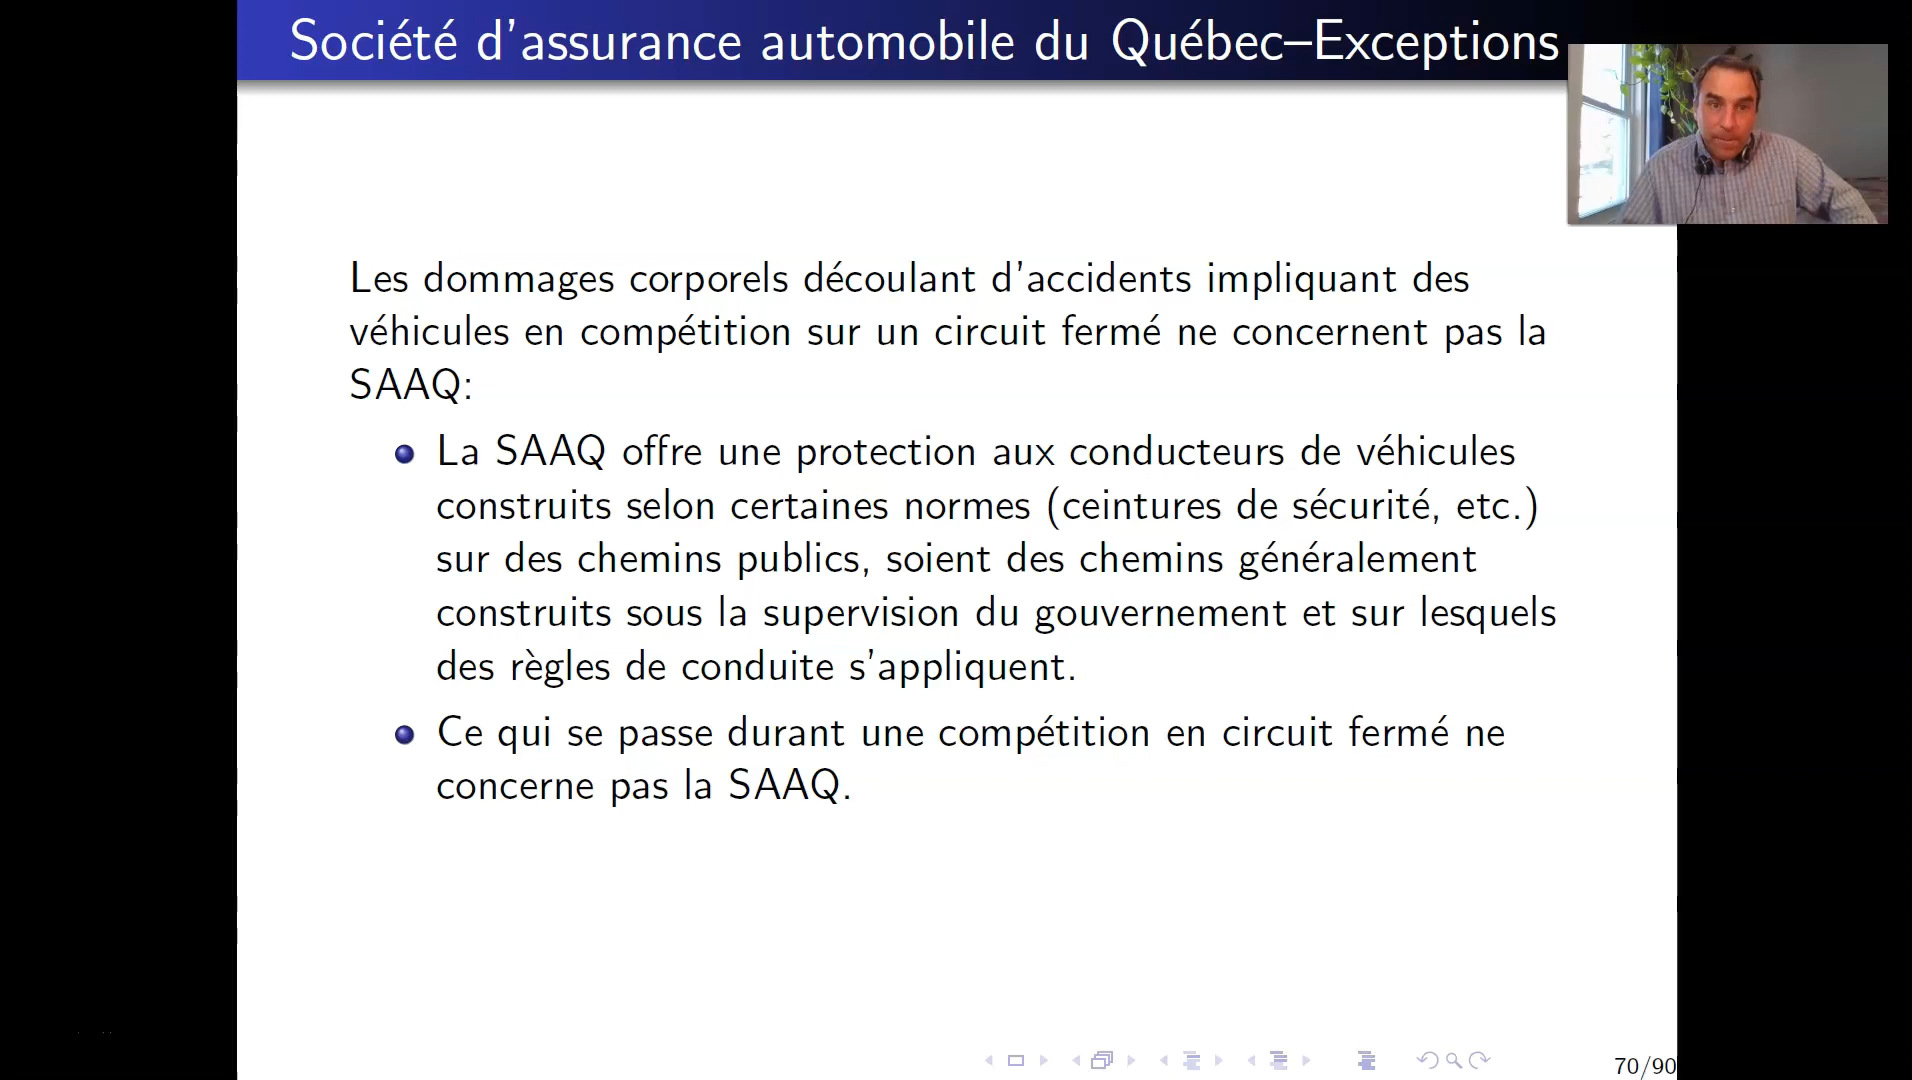 Société d'assurance automobile du Québec–Exceptions
Les dommages corporels découlant d'accidents impliquant des
véhicules en compétition sur un circuit fermé ne concernent pas la
SAAQ:
La SAAQ offre une protection aux conducteurs de véhicules
construits selon certaines normes (ceintures de sécurité, etc.)
sur des chemins publics, soient des chemins généralement
construits sous la supervision du gouvernement et sur lesquels
des règles de conduite s'appliquent.
Ce qui se passe durant une compétition en circuit fermé ne
concerne pas la SAAQ.
70/90